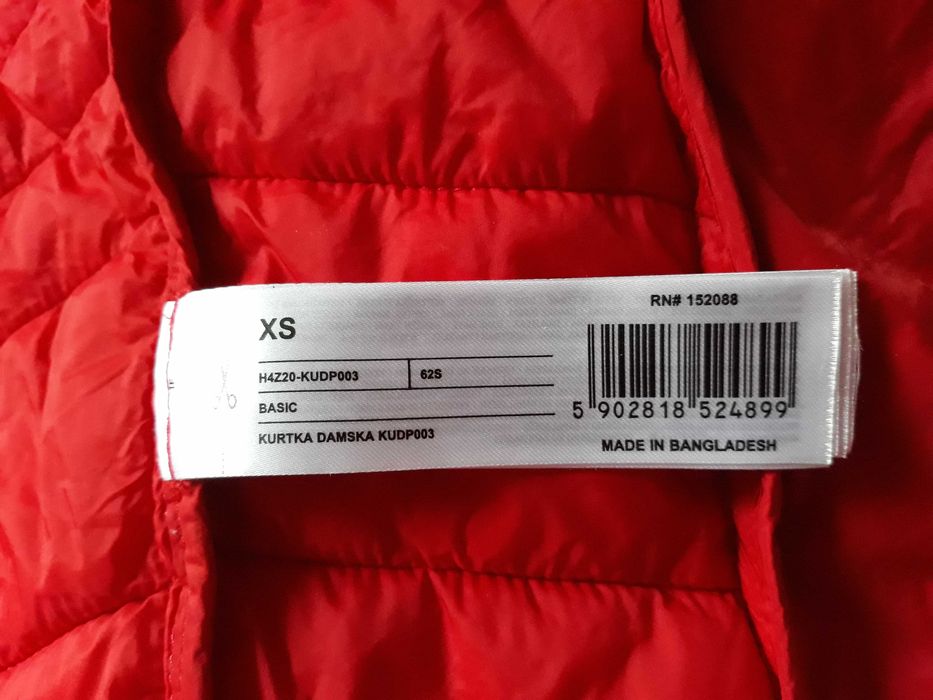 XS
H4Z20-KUDP003 62S
BASIC
KURTKA DAMSKA KUDP003
RN# 152088
5 902818 524899
MADE IN BANGLADESH